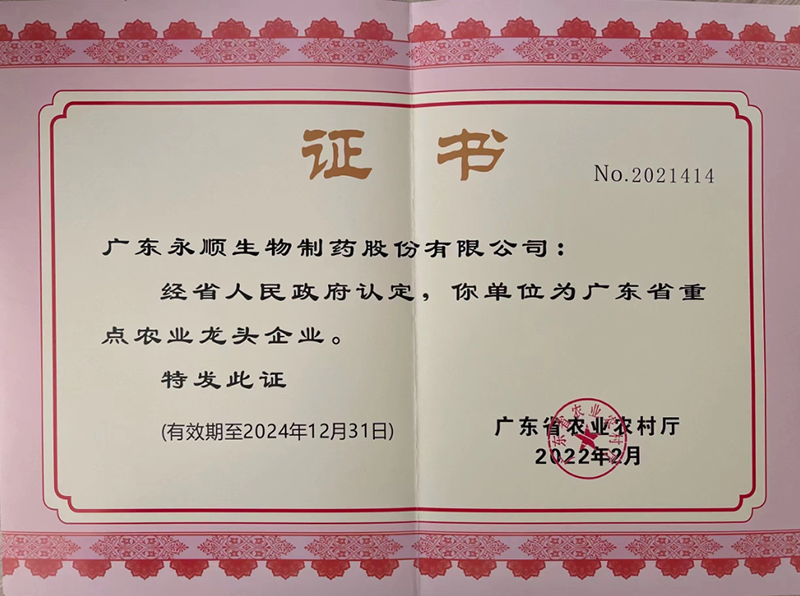 证书
No.2021414
广东永顺生物制药股份有限公司：
经省人民政府认定，你单位为广东省重
点农业龙头企业。
特发此证
(有效期至2024年12月31日)
广东省农业农村厅
2022年2月